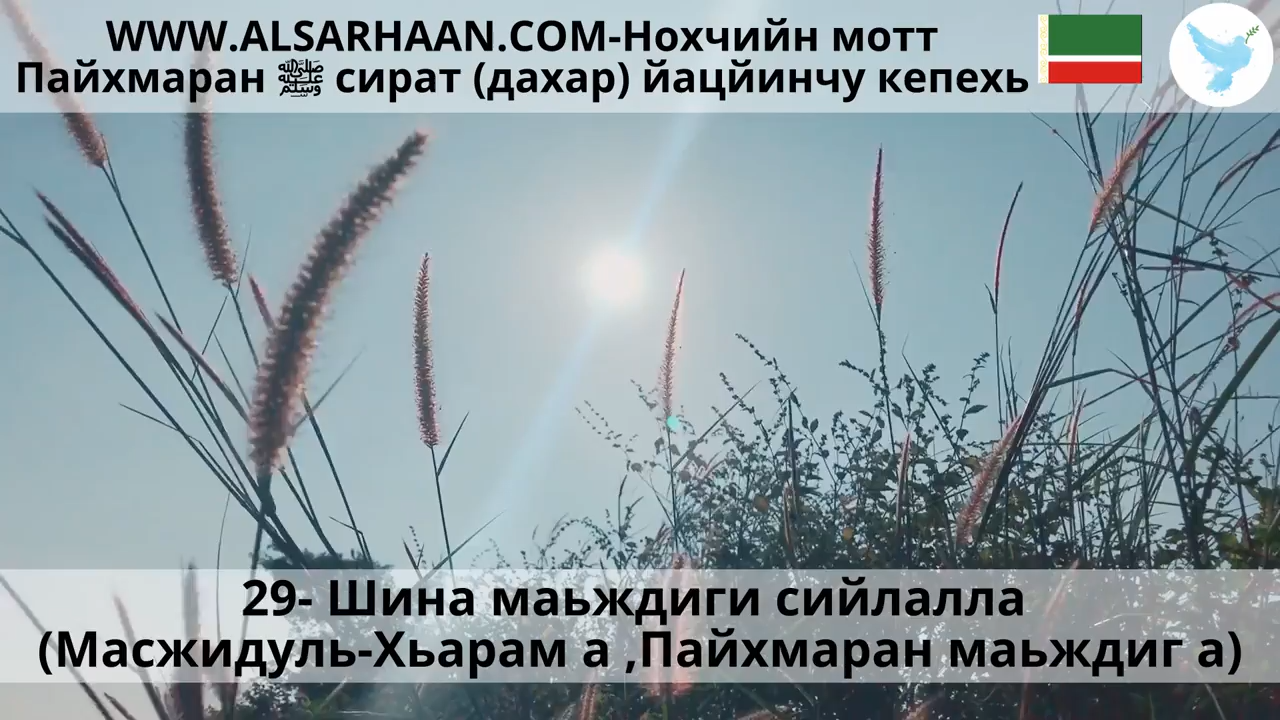 WWW.ALSARHAAN.COM-Нохчийн мотт
Пайхмаран ﷺ сират (дахар) йацйинчу кепехь
29- Шина маьждиги сийлалла
(Масжидуль-Хьарам а ,Пайхмаран маьждиг а)